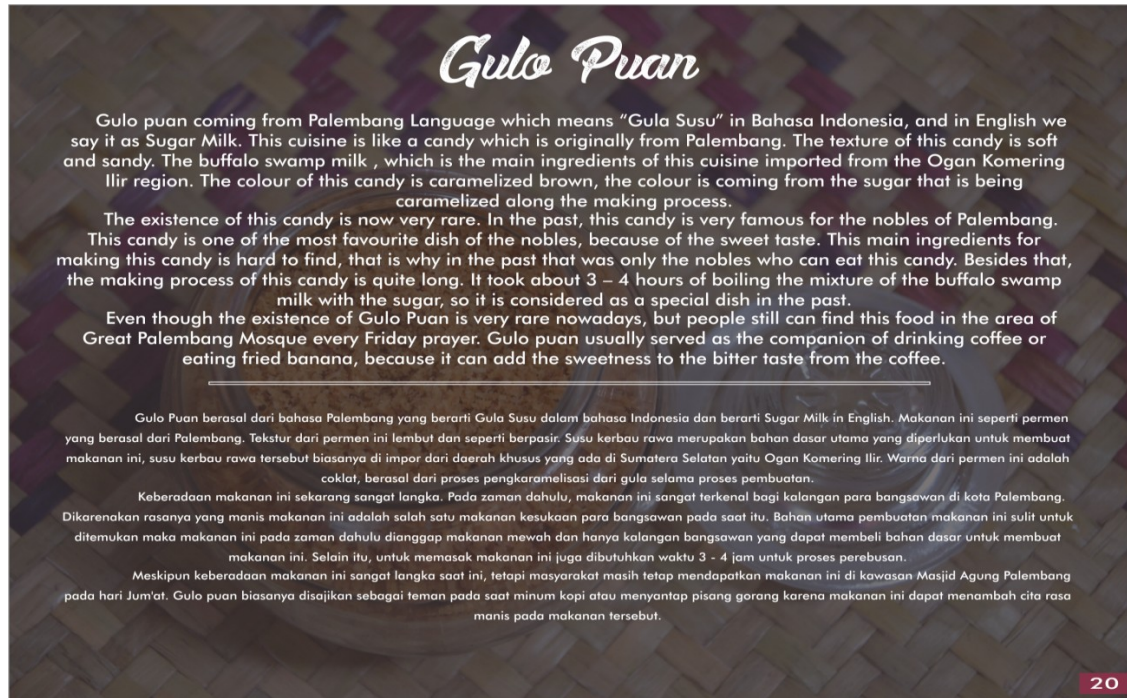 Gulo Puan
Gulo puan coming from Palembang Language which means “Gula Susu” in Bahasa Indonesia, and in English we
say it as Sugar Milk. This cuisine is like a candy which is originally from Palembang. The texture of this candy is soft
and sandy. The buffalo swamp milk , which is the main ingredients of this cuisine imported from the Ogan Komering
Ilir region. The colour of this candy is caramelized brown, the colour is coming from the sugar that is being
caramelized along the making process.
The existence of this candy is now very rare. In the past, this candy is very famous for the nobles of Palembang.
This candy is one of the most favourite dish of the nobles, because of the sweet taste. This main ingredients for
making this candy is hard to find, that is why in the past that was only the nobles who can eat this candy. Besides that,
the making process of this candy is quite long. It took about 3 – 4 hours of boiling the mixture of the buffalo swamp
milk with the sugar, so it is considered as a special dish in the past.
Even though the existence of Gulo Puan is very rare nowadays, but people still can find this food in the area of
Great Palembang Mosque every Friday prayer. Gulo puan usually served as the companion of drinking coffee or
eating fried banana, because it can add the sweetness to the bitter taste from the coffee.
Gulo Puan berasal dari bahasa Palembang yang berarti Gula Susu dalam bahasa Indonesia dan berarti Sugar Milk in English. Makanan ini seperti permen
yang berasal dari Palembang. Tekstur dari permen ini lembut dan seperti berpasir. Susu kerbau rawa merupakan bahan dasar utama yang diperlukan untuk membuat
makanan ini, susu kerbau rawa tersebut biasanya di impor dari daerah khusus yang ada di Sumatera Selatan yaitu Ogan Komering Ilir. Warna dari permen ini adalah
coklat, berasal dari proses pengkaramelisasi dari gula selama proses pembuatan.
Keberadaan makanan ini sekarang sangat langka. Pada zaman dahulu, makanan ini sangat terkenal bagi kalangan para bangsawan di kota Palembang.
Dikarenakan rasanya yang manis makanan ini adalah salah satu makanan kesukaan para bangsawan pada saat itu. Bahan utama pembuatan makanan ini sulit untuk
ditemukan maka makanan ini pada zaman dahulu dianggap makanan mewah dan hanya kalangan bangsawan yang dapat membeli bahan dasar untuk membuat
makanan ini. Selain itu, untuk memasak makanan ini juga dibutuhkan waktu 3 - 4 jam untuk proses perebusan.
Meskipun keberadaan makanan ini sangat langka saat ini, tetapi masyarakat masih tetap mendapatkan makanan ini di kawasan Masjid Agung Palembang
pada hari Jum'at. Gulo puan biasanya disajikan sebagai teman pada saat minum kopi atau menyantap pisang gorang karena makanan ini dapat menambah cita rasa
manis pada makanan tersebut.
20